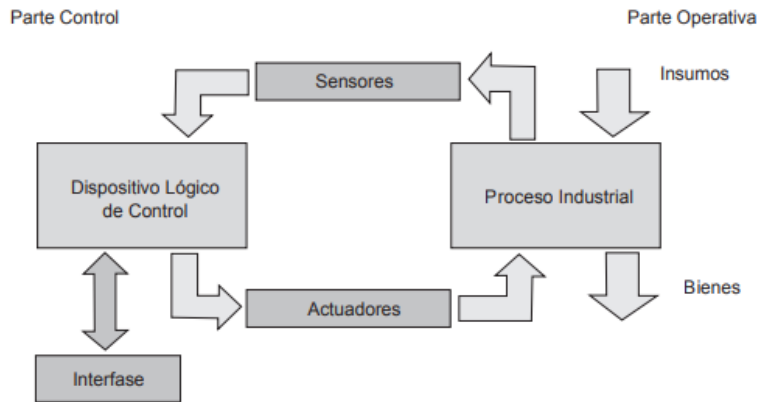 Parte Control
Parte Operativa
Sensores
Insumos
Dispositivo Lógico
de Control
Proceso Industrial
Actuadores
Bienes
Interfase